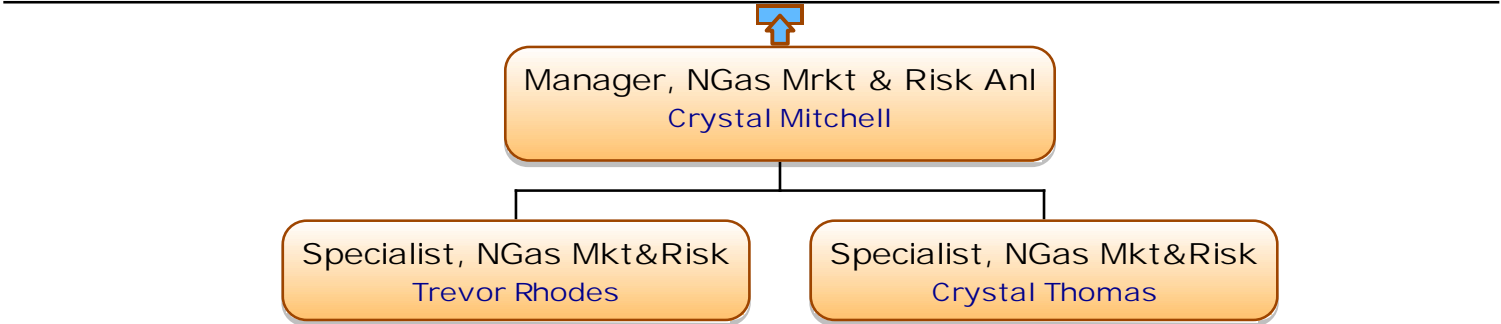 Manager, NGas Mrkt & Risk Anl
Crystal Mitchell
Specialist, NGas Mkt&Risk
Trevor Rhodes
Specialist, NGas Mkt&Risk
Crystal Thomas